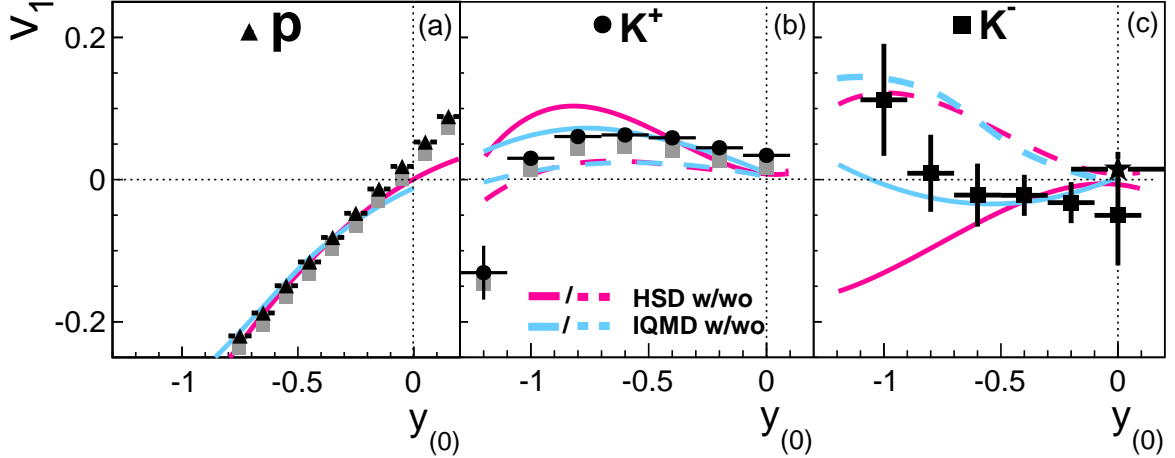 v₁
p
(a)
K⁺
(b)
K⁻
(c)
0.2
0
-0.2
/ HSD w/wo
/ IQMD w/wo
-1 -0.5 0
-1 -0.5 0
-1 -0.5 0
y₍₀₎
y₍₀₎
y₍₀₎